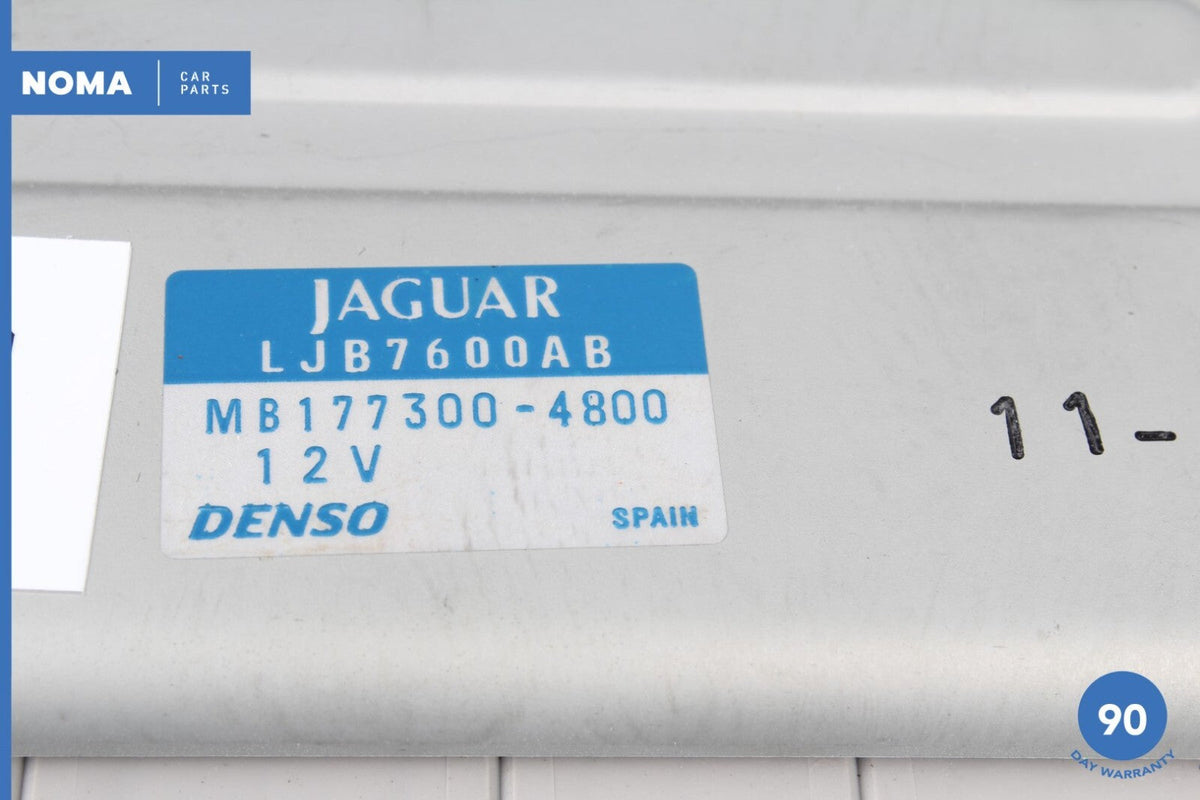 NOMA
CAR
PARTS
JAGUAR
LJB7600AB
MB177300-4800
12V
DENSO
SPAIN
11-
90
DAY WARRANTY